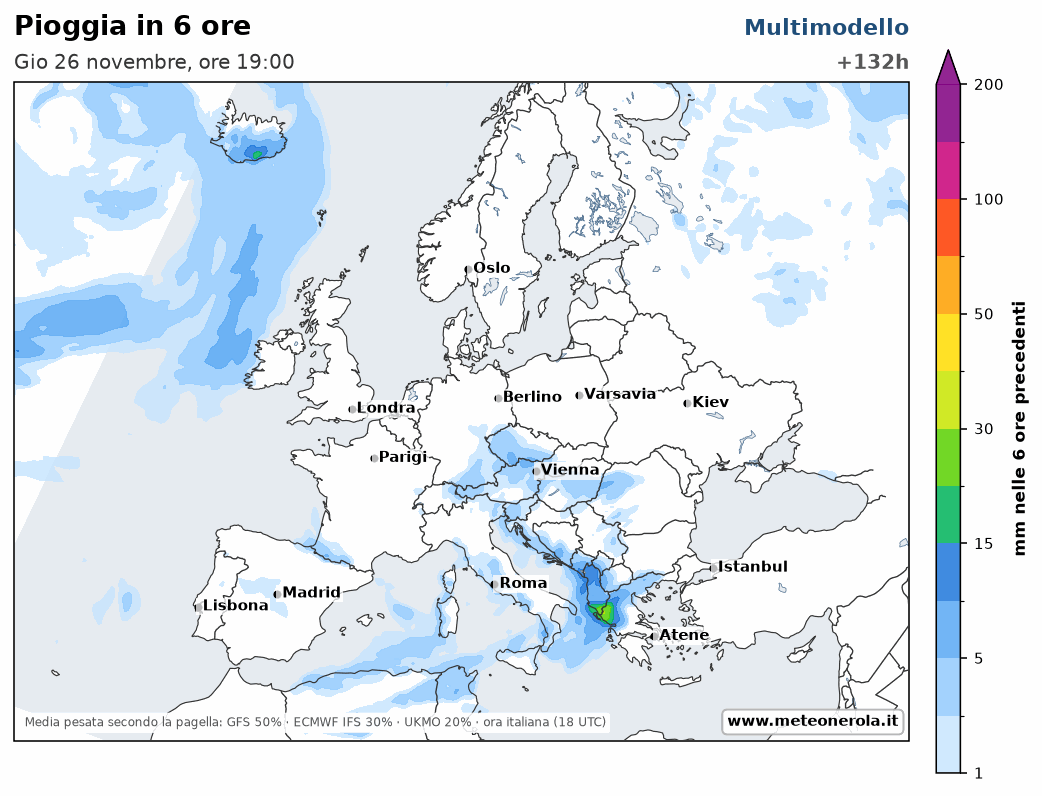 Pioggia in 6 ore
Multimodello
Gio 26 novembre, ore 19:00
+132h
200
100
50
30
15
5
1
mm nelle 6 ore precedenti
Oslo
Berlino
Varsavia
Kiev
Londra
Parigi
Vienna
Istanbul
Roma
Madrid
Lisbona
Atene
Media pesata secondo la pagella: GFS 50% · ECMWF IFS 30% · UKMO 20% · ora italiana (18 UTC)
www.meteonerola.it